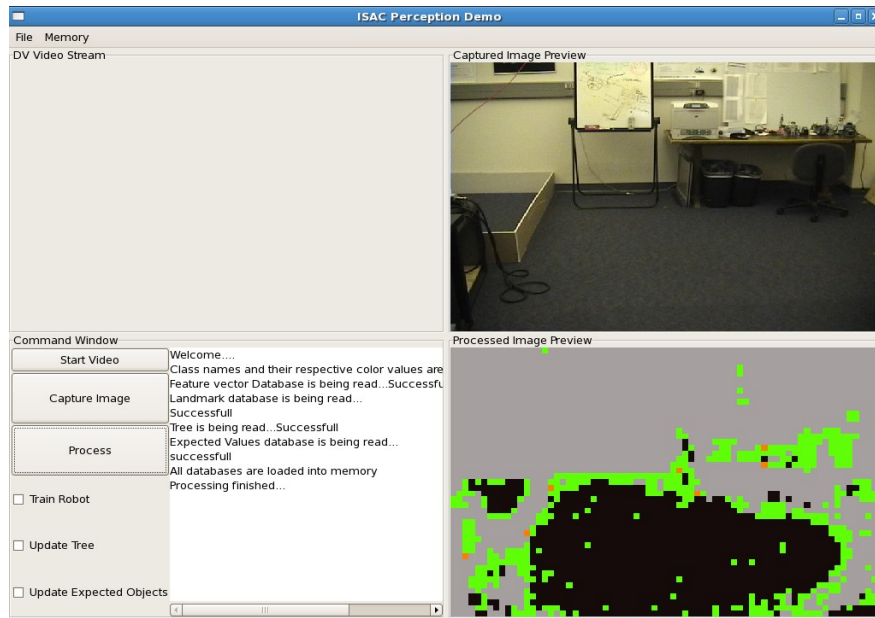 ISAC Perception Demo
File Memory
DV Video Stream
Captured Image Preview
Command Window
Start Video
Capture Image
Process
Train Robot
Update Tree
Update Expected Objects
Welcome....
Class names and their respective color values are
Feature vector Database is being read...Successfu
Landmark database is being read...
Successfull
Tree is being read...Successfull
Expected Values database is being read...
successfull
All databases are loaded into memory
Processing finished...
Processed Image Preview